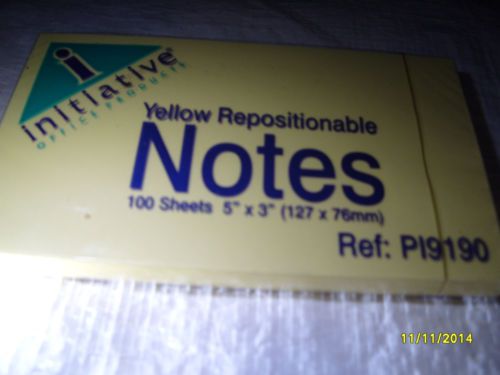 i
initiative®
OFFICE PRODUCTS
Yellow Repositionable
Notes
100 Sheets 5" x 3" (127 x 76mm)
Ref: PI9190
11/11/2014